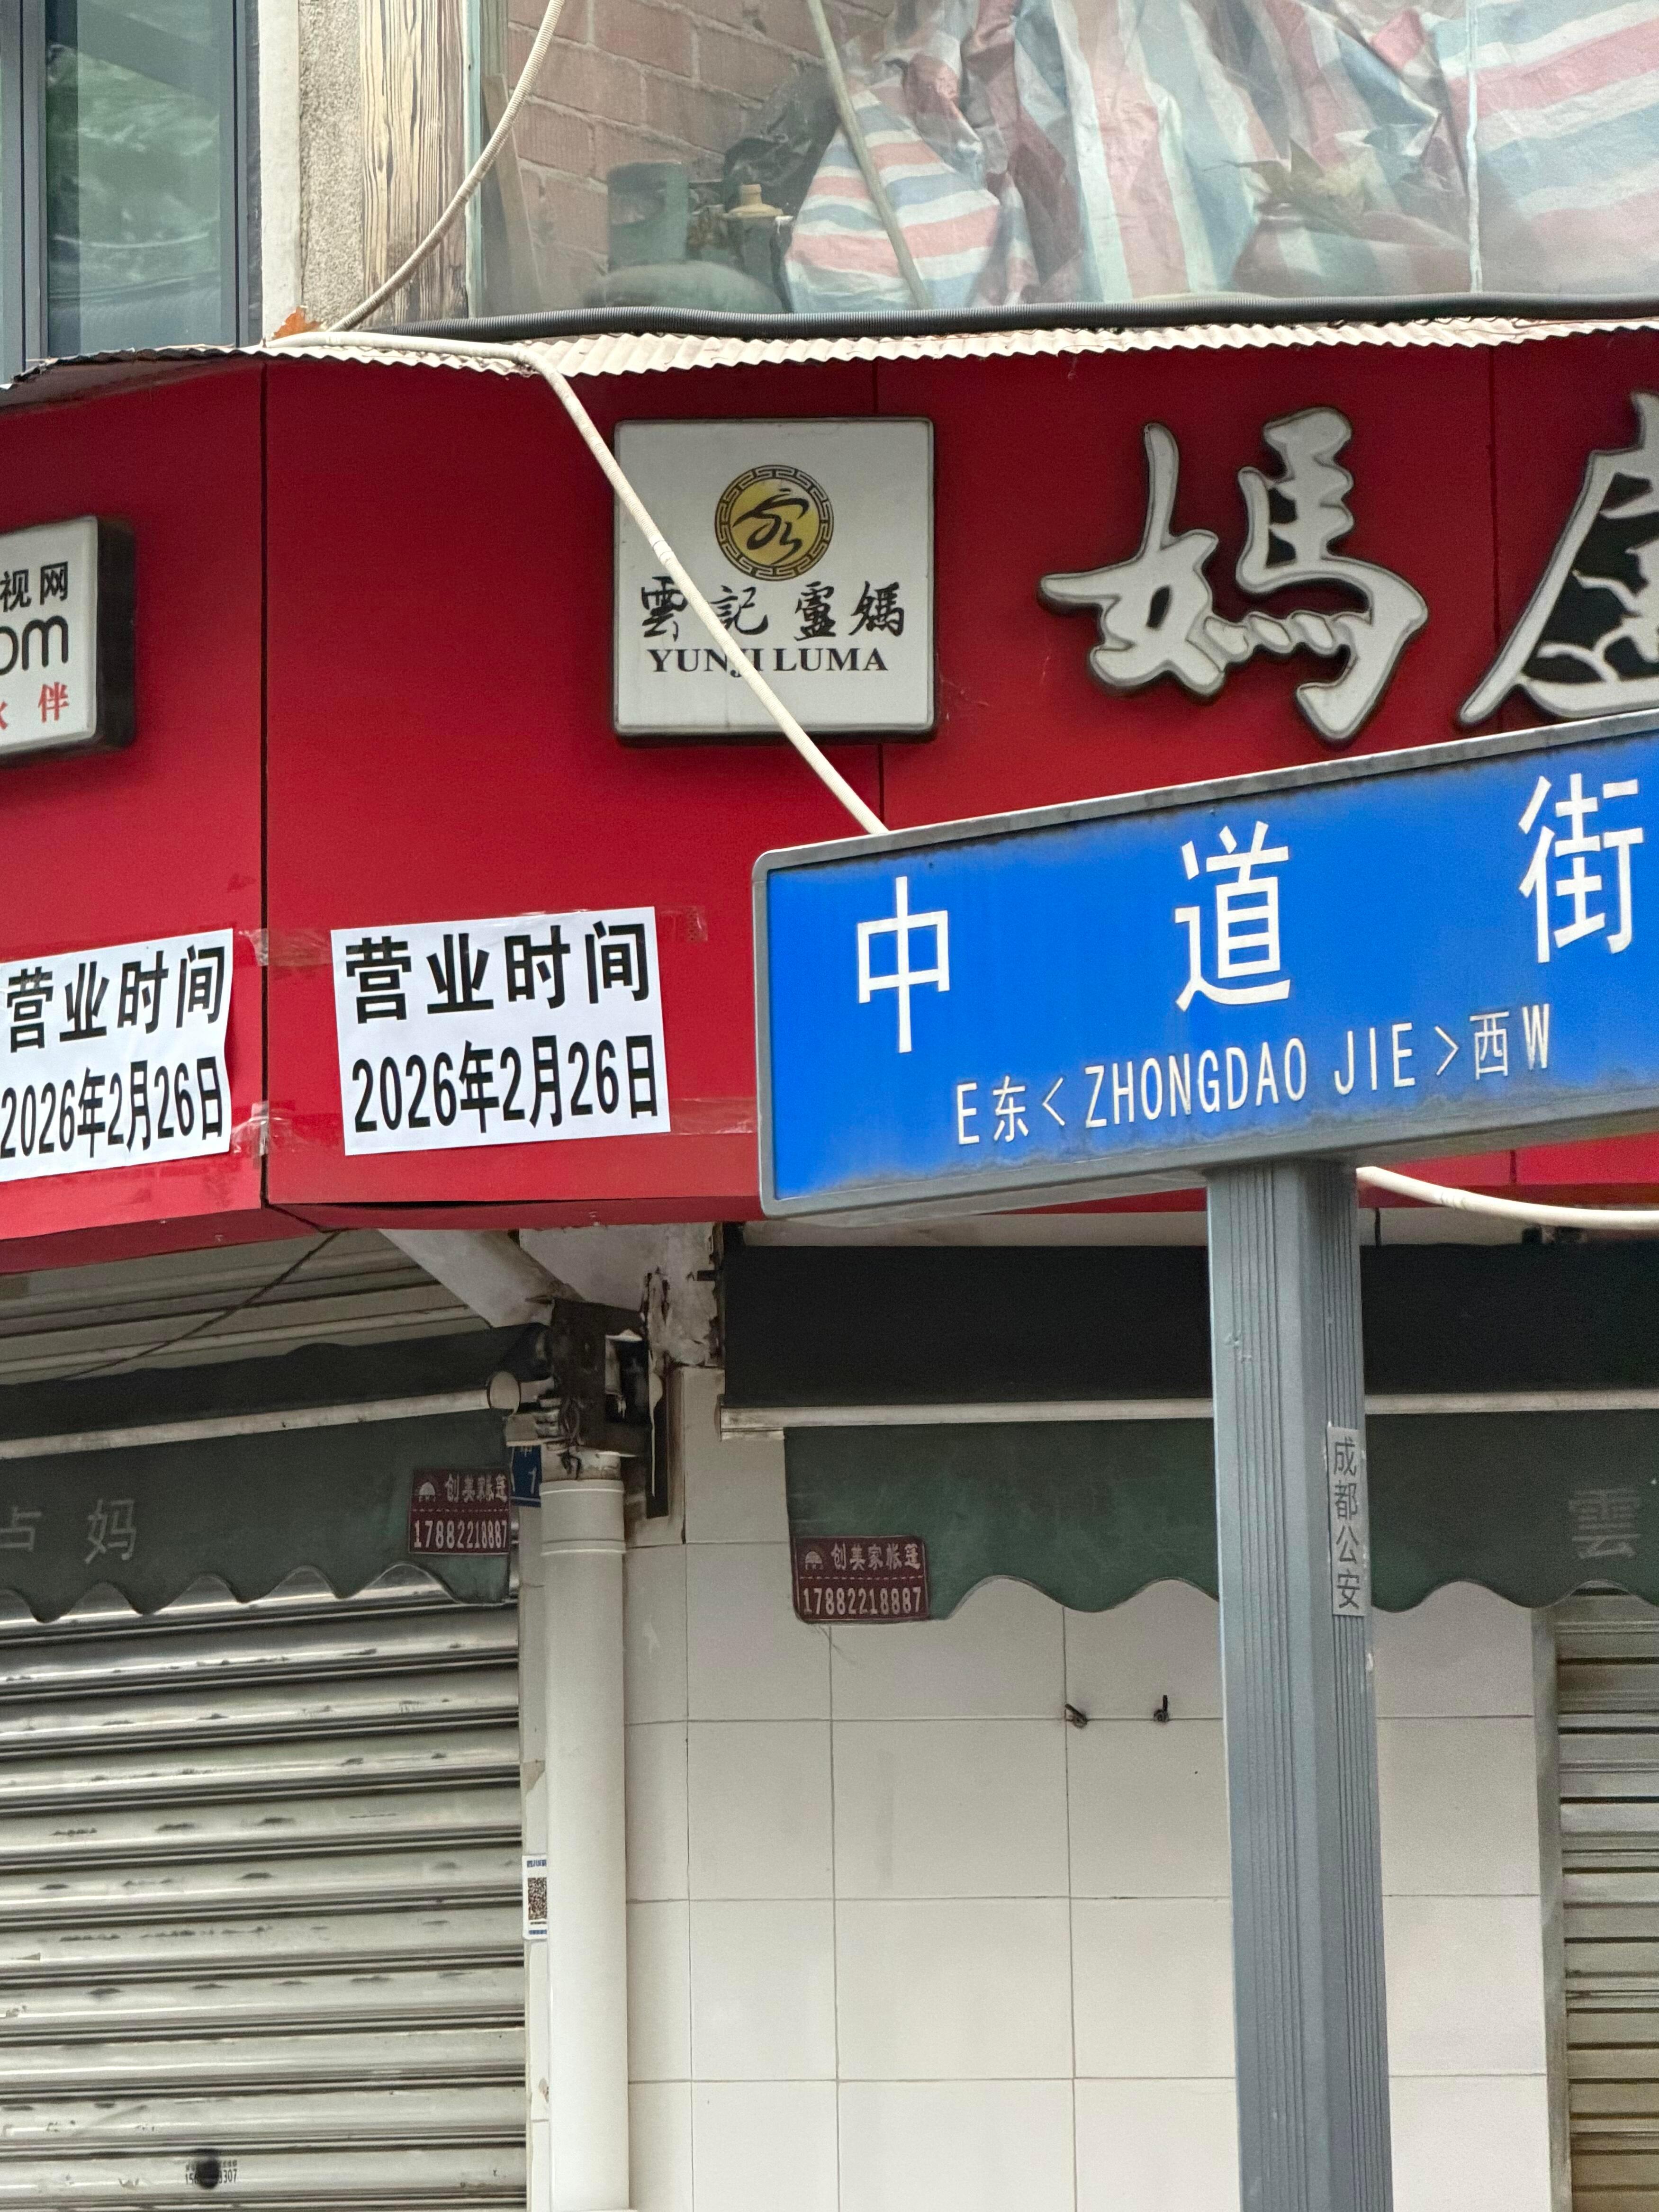 视网
om
伴
雲記盧媽
YUNJI LUMA
媽
营业时间
2026年2月26日
营业时间
2026年2月26日
中道街
E东<ZHONGDAO JIE>西W
占妈
创美家帐篷
17882218887
创美家帐篷
17882218887
成都公安
雲